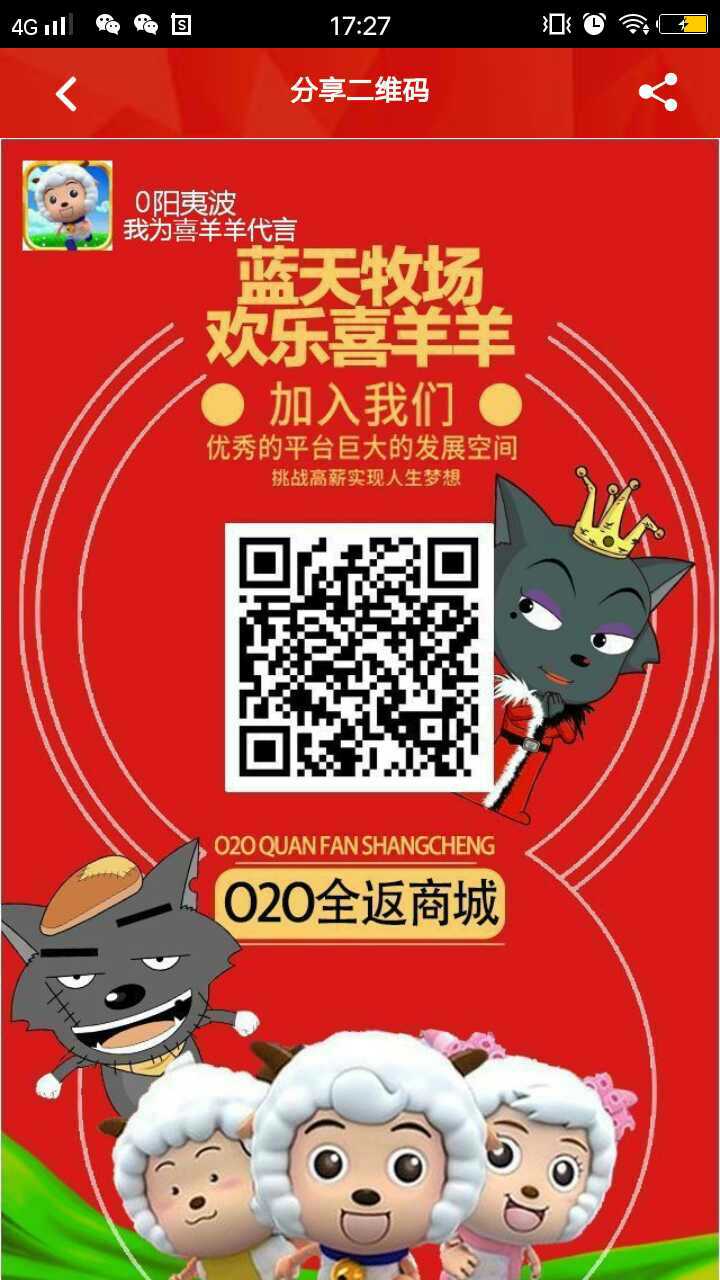 4G
17:27
分享二维码
0阳夷波
我为喜羊羊代言
蓝天牧场
欢乐喜羊羊
加入我们
优秀的平台巨大的发展空间
挑战高薪实现人生梦想
O2O QUAN FAN SHANGCHENG
O2O全返商城